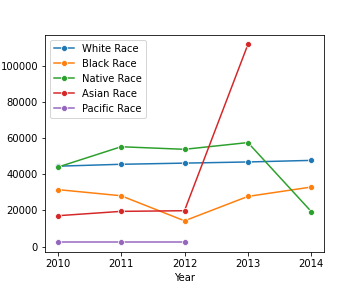 White Race
Black Race
Native Race
Asian Race
Pacific Race
100000
80000
60000
40000
20000
0
2010 2011 2012 2013 2014
Year